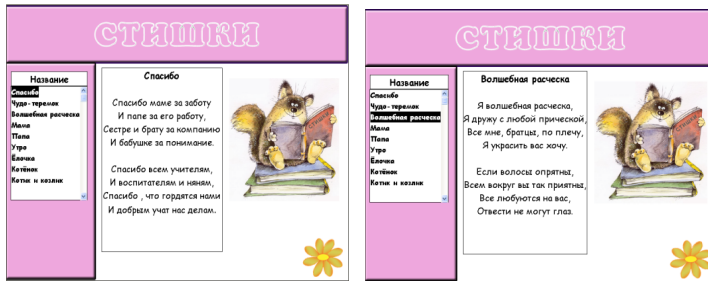 СТИШКИ
Название
Спасибо
Чудо-теремок
Волшебная расческа
Мама
Папа
Утро
Ёлочка
Котёнок
Котик и козлик
Спасибо
Спасибо маме за заботу
И папе за его работу,
Сестре и брату за компанию
И бабушке за понимание.
Спасибо всем учителям,
И воспитателям и няням,
Спасибо , что гордятся нами
И добрым учат нас делам.
СТИШКИ
Название
Спасибо
Чудо-теремок
Волшебная расческа
Мама
Папа
Утро
Ёлочка
Котёнок
Котик и козлик
Волшебная расческа
Я волшебная расческа,
Я дружу с любой прической,
Все мне, братцы, по плечу,
Я украсить вас хочу.
Если волосы опрятны,
Всем вокруг вы так приятны,
Все любуются на вас,
Отвести не могут глаз.